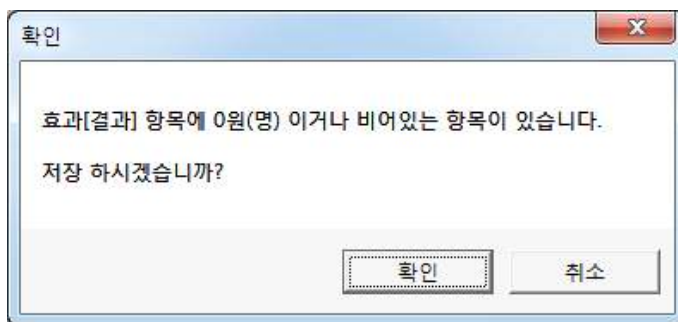 확인
효과[결과] 항목에 0원(명) 이거나 비어있는 항목이 있습니다.
저장 하시겠습니까?
확인
취소